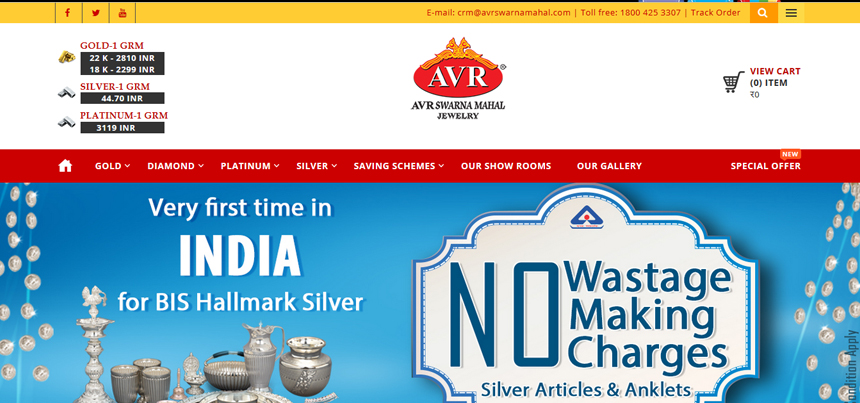 E-mail: crm@avrswarnamahal.com | Toll free: 1800 425 3307 | Track Order
GOLD-1 GRM
22 K - 2810 INR
18 K - 2299 INR
SILVER-1 GRM
44.70 INR
PLATINUM-1 GRM
3119 INR
AVR
AVR SWARNA MAHAL
JEWELRY
VIEW CART
(0) ITEM
₹0
NEW
GOLD DIAMOND PLATINUM SILVER SAVING SCHEMES OUR SHOW ROOMS OUR GALLERY SPECIAL OFFER
Very first time in
INDIA
for BIS Hallmark Silver
NO Wastage
Making
Charges
Silver Articles & Anklets
Condition Apply